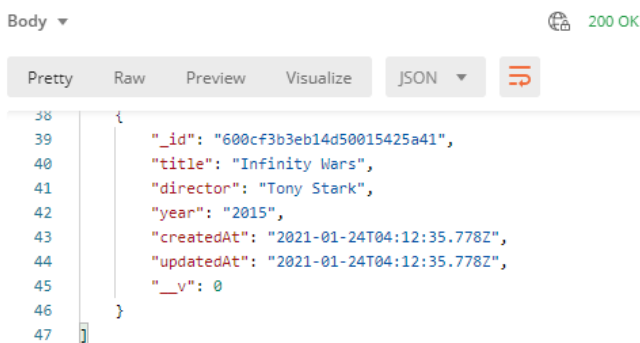 Body 200 OK
Pretty Raw Preview Visualize JSON
38 {
39 "_id": "600cf3b3eb14d50015425a41",
40 "title": "Infinity Wars",
41 "director": "Tony Stark",
42 "year": "2015",
43 "createdAt": "2021-01-24T04:12:35.778Z",
44 "updatedAt": "2021-01-24T04:12:35.778Z",
45 "__v": 0
46 }
47 ]